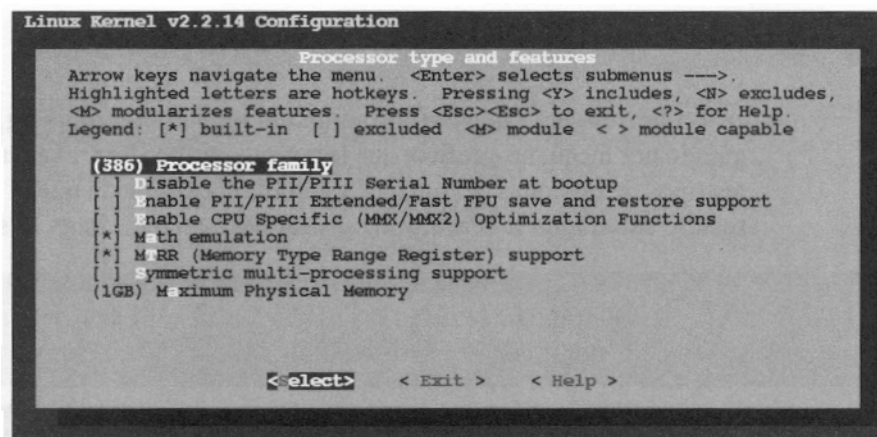 Linux Kernel v2.2.14 Configuration
Processor type and features
Arrow keys navigate the menu. <Enter> selects submenus --->.
Highlighted letters are hotkeys. Pressing <Y> includes, <N> excludes,
<M> modularizes features. Press <Esc><Esc> to exit, <?> for Help.
Legend: [*] built-in [ ] excluded <M> module < > module capable
(386) Processor family
[ ] Disable the PII/PIII Serial Number at bootup
[ ] Enable PII/PIII Extended/Fast FPU save and restore support
[ ] Enable CPU Specific (MMX/MMX2) Optimization Functions
[*] Math emulation
[*] MTRR (Memory Type Range Register) support
[ ] Symmetric multi-processing support
(1GB) Maximum Physical Memory
<Select> < Exit > < Help >